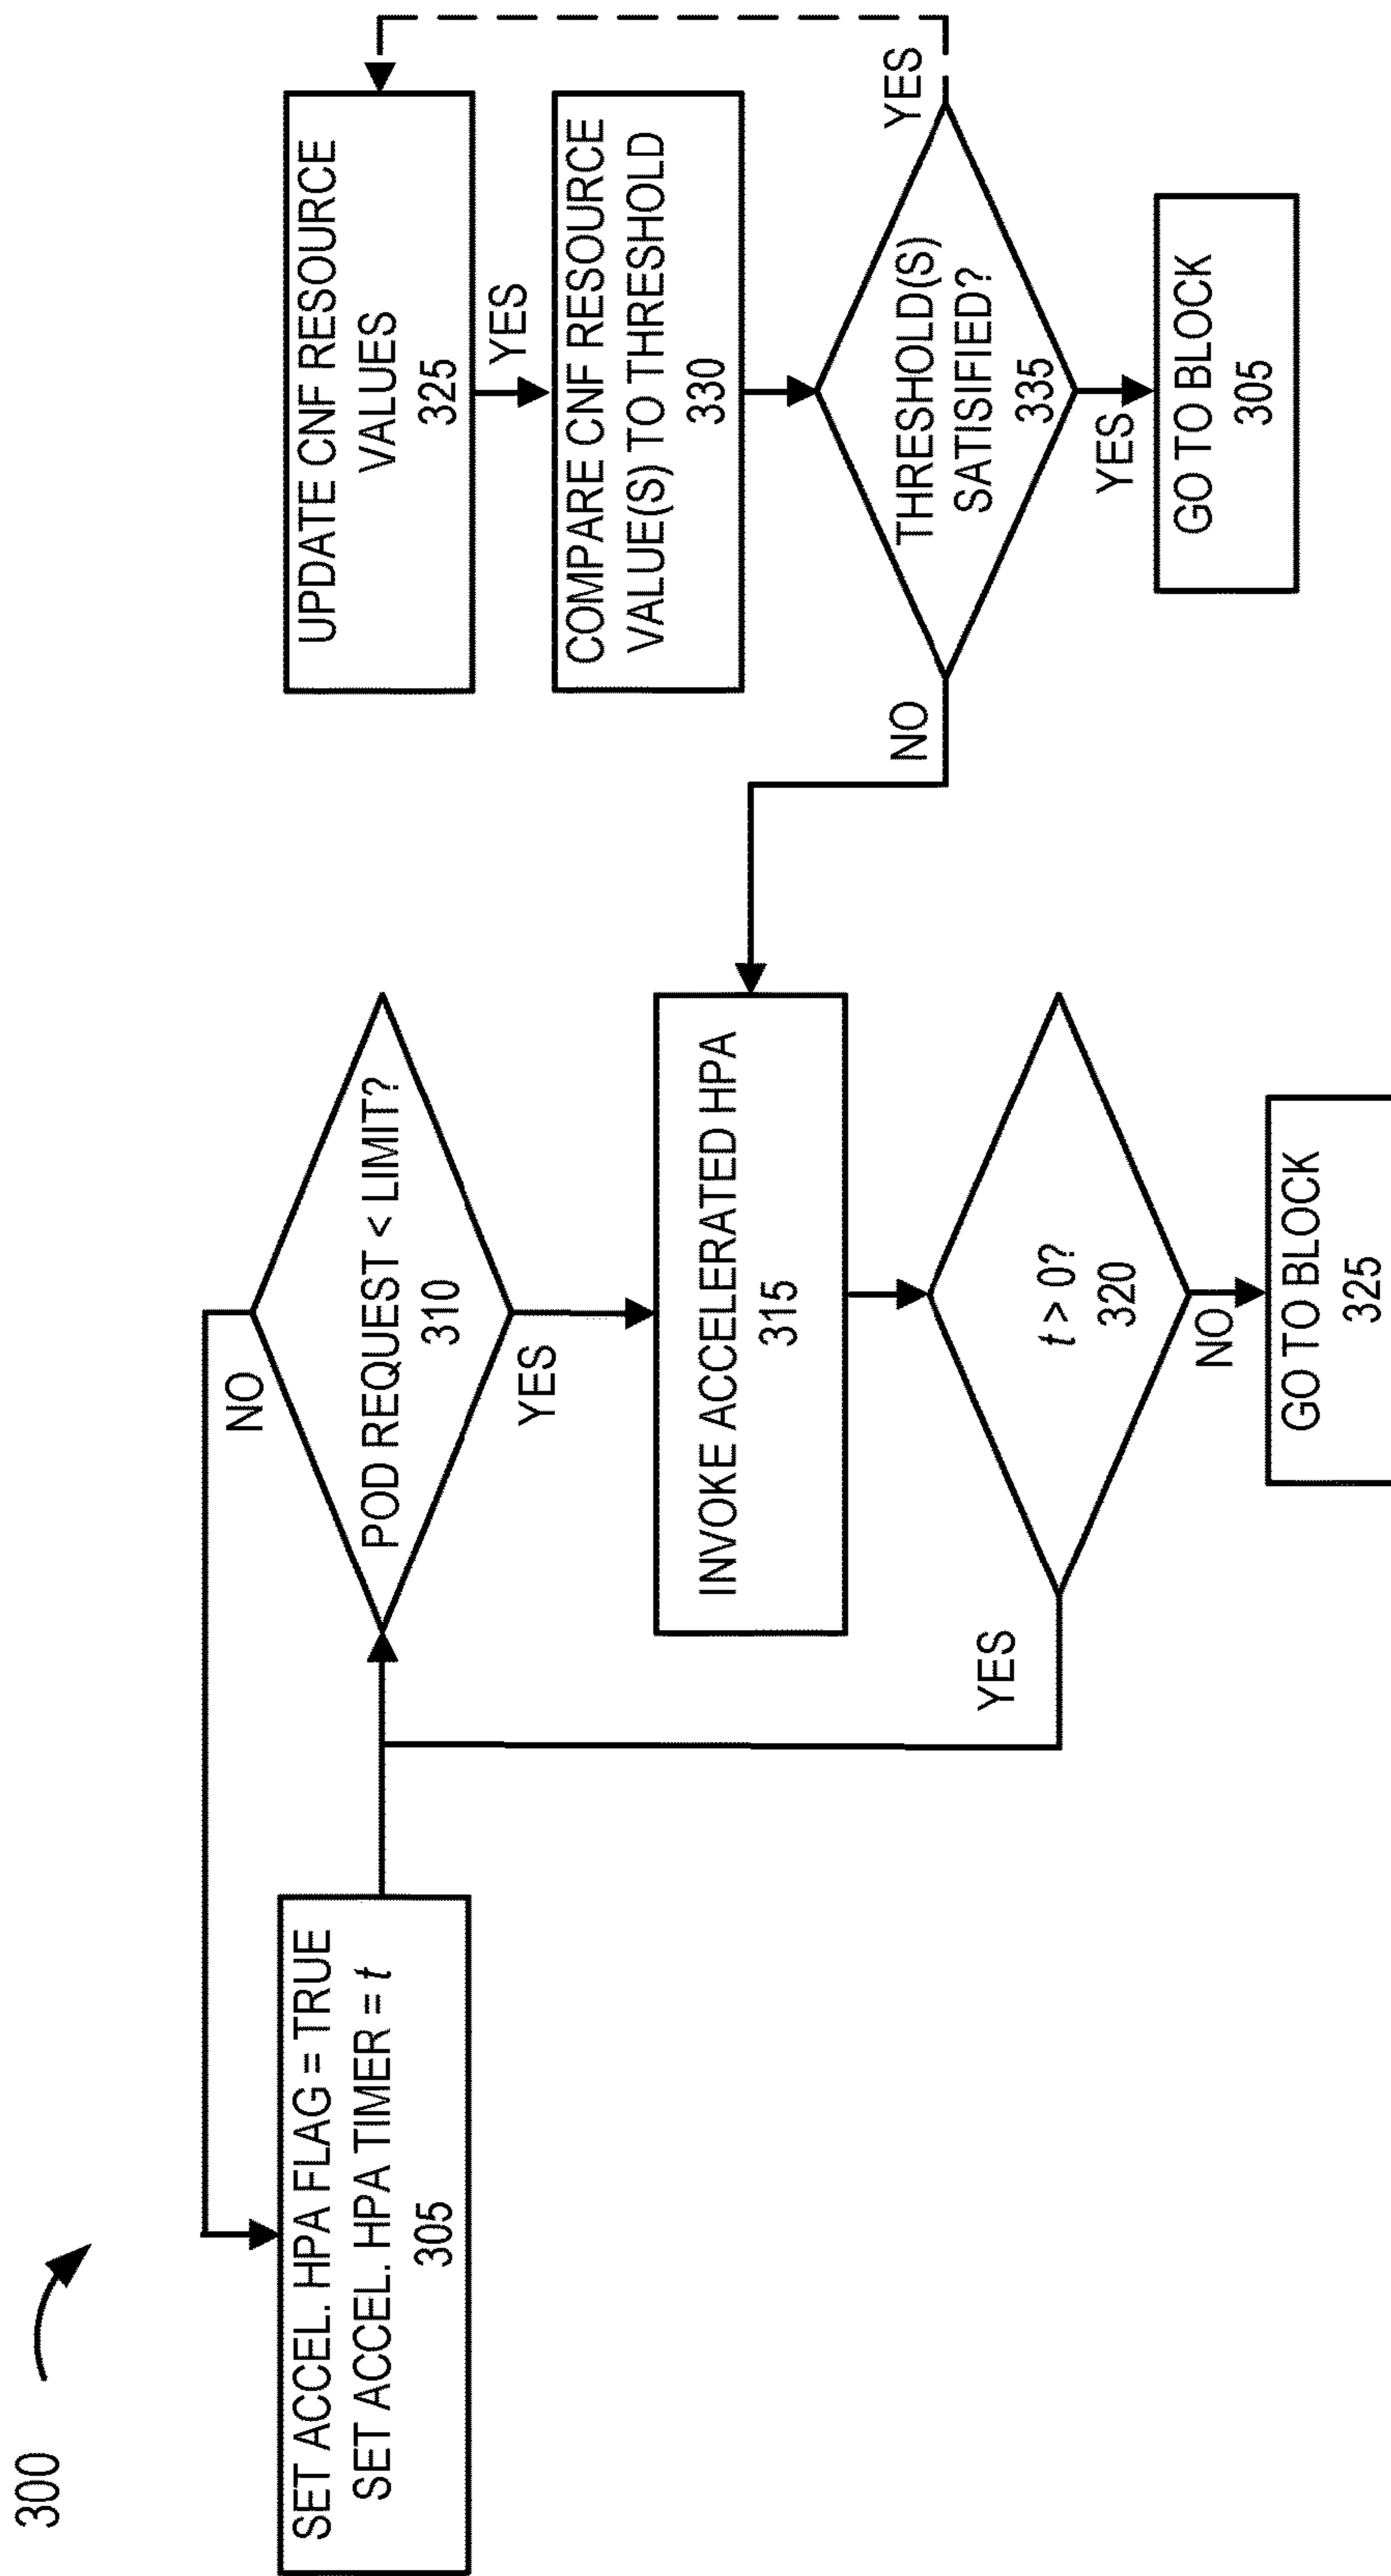 300
SET ACCEL. HPA FLAG = TRUE
SET ACCEL. HPA TIMER = t
305
NO
POD REQUEST < LIMIT?
310
YES
INVOKE ACCELERATED HPA
315
YES
t > 0?
320
NO
GO TO BLOCK
325
UPDATE CNF RESOURCE
VALUES
325
YES
COMPARE CNF RESOURCE
VALUE(S) TO THRESHOLD
330
NO
YES
THRESHOLD(S)
SATISIFIED?
335
YES
GO TO BLOCK
305